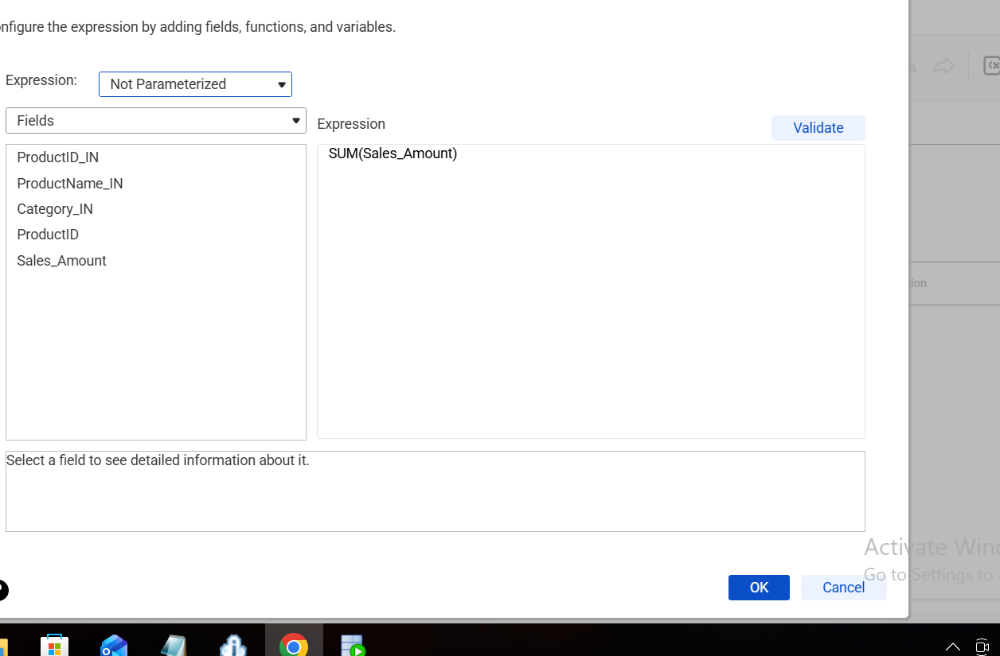 nfigure the expression by adding fields, functions, and variables.
Expression:
Not Parameterized
Fields
Expression
Validate
ProductID_IN
ProductName_IN
Category_IN
ProductID
Sales_Amount
SUM(Sales_Amount)
ion
Select a field to see detailed information about it.
Activate Win
Go to Settings to
OK
Cancel